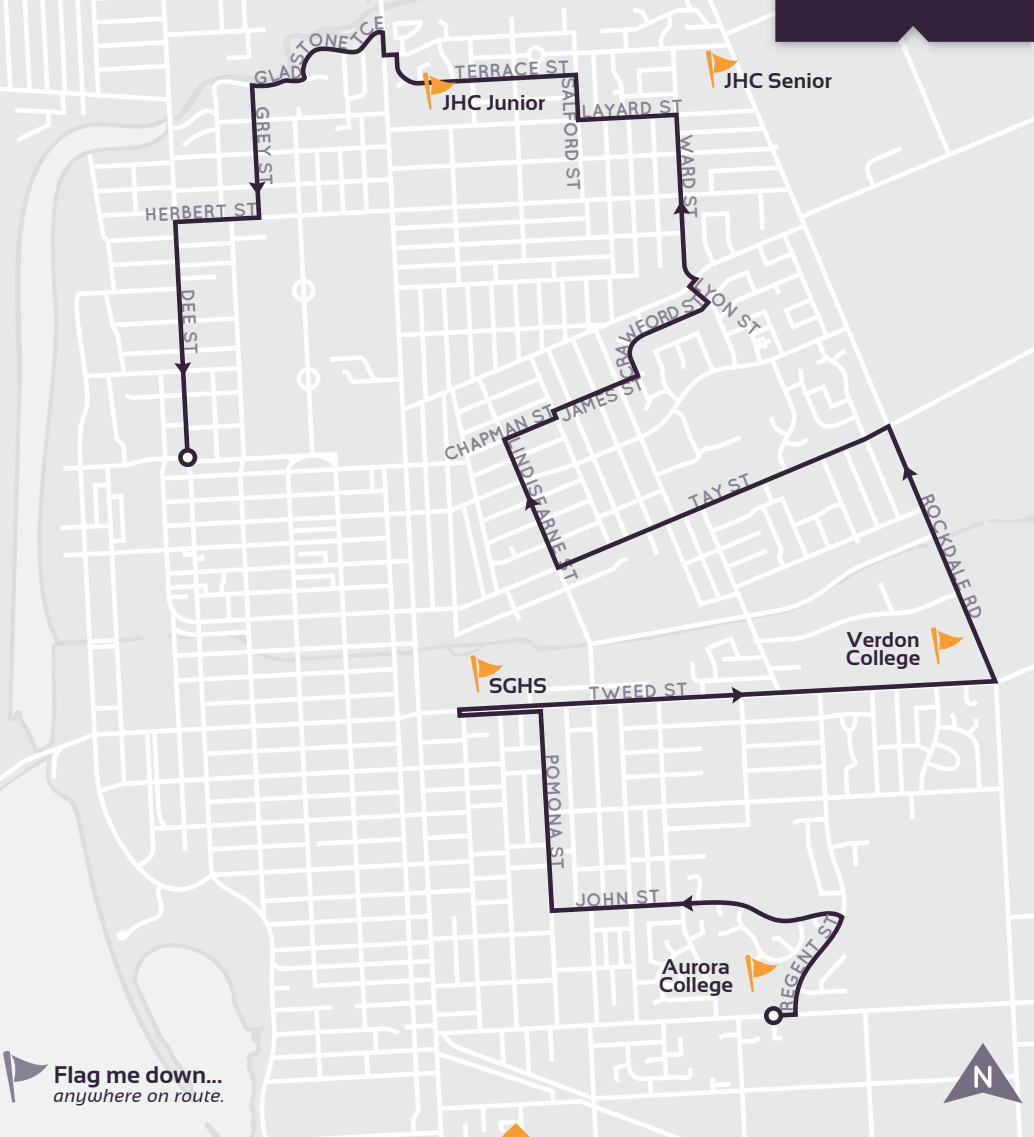 GLADSTONE TCE
TERRACE ST
JHC Junior
JHC Senior
SALFORD ST
LAYARD ST
GREY ST
WARD ST
HERBERT ST
DEE ST
LYON ST
CRAWFORD ST
JAMES ST
CHAPMAN ST
LINDISFARNE ST
TAY ST
ROCKDALE RD
Verdon
College
SGHS
TWEED ST
POMONA ST
JOHN ST
REGENT ST
Aurora
College
Flag me down...
anywhere on route.
N